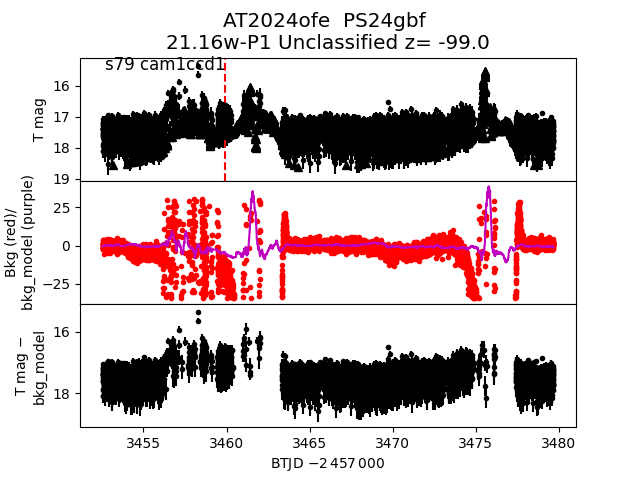 AT2024ofe  PS24gbf
21.16w-P1 Unclassified z= -99.0
s79 cam1ccd1
T mag
16
17
18
19
Bkg (red)/
bkg_model (purple)
25
0
−25
T mag −
bkg_model
16
18
3455
3460
3465
3470
3475
3480
BTJD −2 457 000